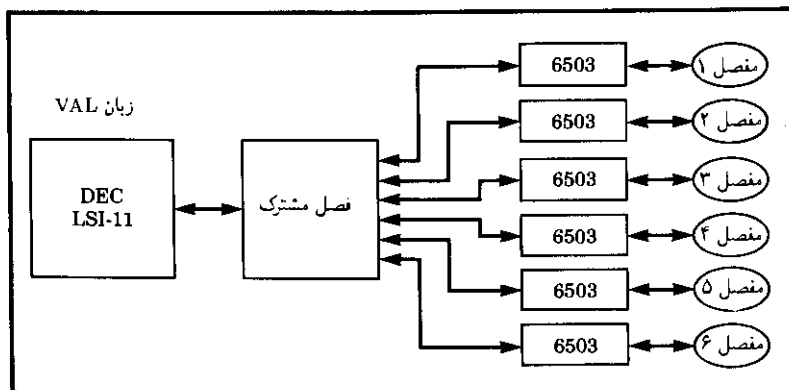 زبان VAL
DEC
LSI-11
فصل مشترک
6503
مفصل ۱
6503
مفصل ۲
6503
مفصل ۳
6503
مفصل ۴
6503
مفصل ۵
6503
مفصل ۶